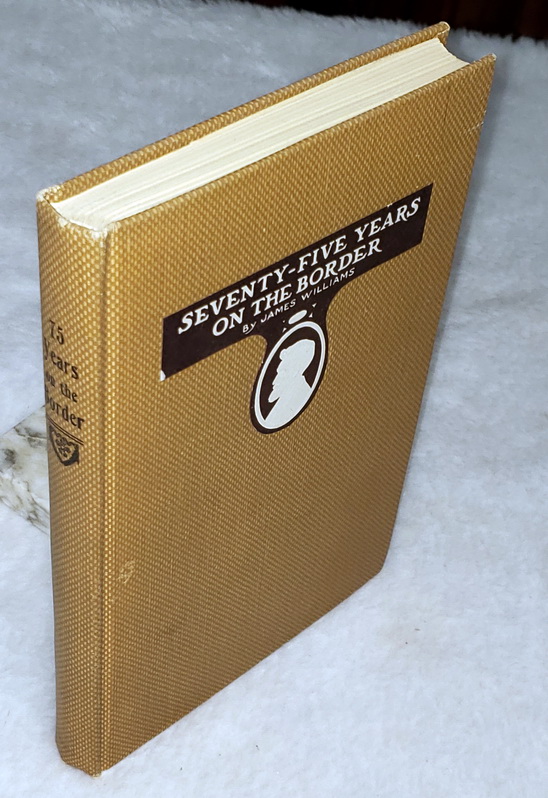 SEVENTY-FIVE YEARS
ON THE BORDER
By JAMES WILLIAMS
75
Years
on the
Border